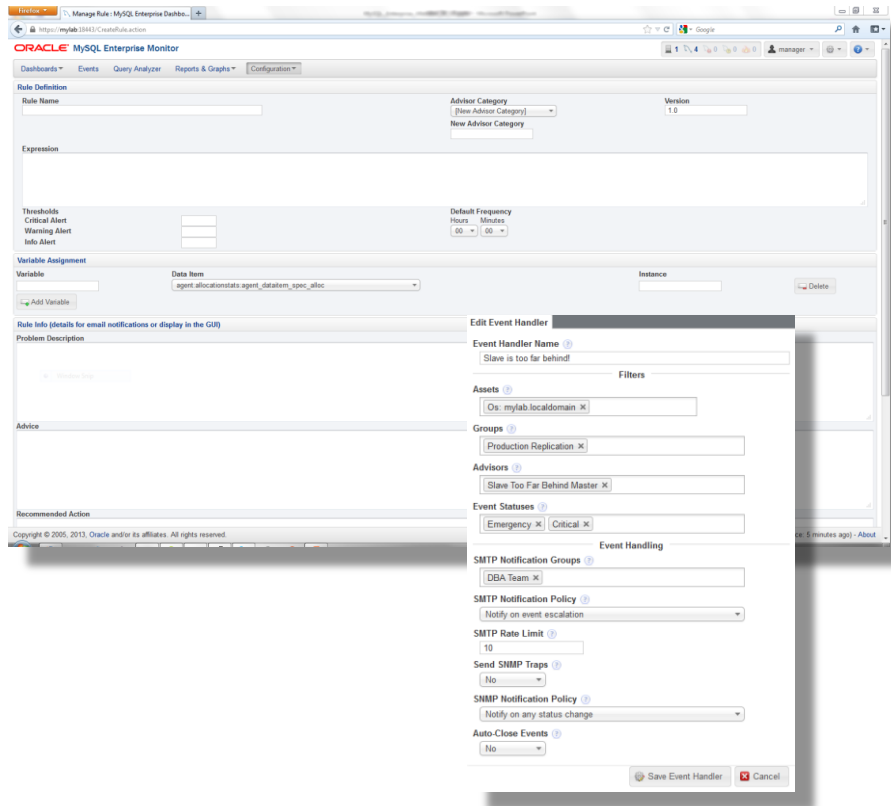 Firefox
Manage Rule : MySQL Enterprise Dashbo...
https://mylab:18443/CreateRule.action
Google
ORACLE MySQL Enterprise Monitor
1 4 0 0 0 manager
Dashboards Events Query Analyzer Reports & Graphs Configuration
Rule Definition
Rule Name Advisor Category Version
[New Advisor Category] 1.0
New Advisor Category
Expression
Thresholds Default Frequency
Critical Alert Hours Minutes
Warning Alert 00 00
Info Alert
Variable Assignment
Variable Data Item Instance
agent:allocationstats:agent_dataitem_spec_alloc Delete
Add Variable
Rule Info (details for email notifications or display in the GUI)
Problem Description
Advice
Recommended Action
Copyright © 2005, 2013, Oracle and/or its affiliates. All rights reserved.
5 minutes ago) - About
Edit Event Handler
Event Handler Name
Slave is too far behind!
Filters
Assets
Os: mylab.localdomain
Groups
Production Replication
Advisors
Slave Too Far Behind Master
Event Statuses
Emergency Critical
Event Handling
SMTP Notification Groups
DBA Team
SMTP Notification Policy
Notify on event escalation
SMTP Rate Limit
10
Send SNMP Traps
No
SNMP Notification Policy
Notify on any status change
Auto-Close Events
No
Save Event Handler Cancel